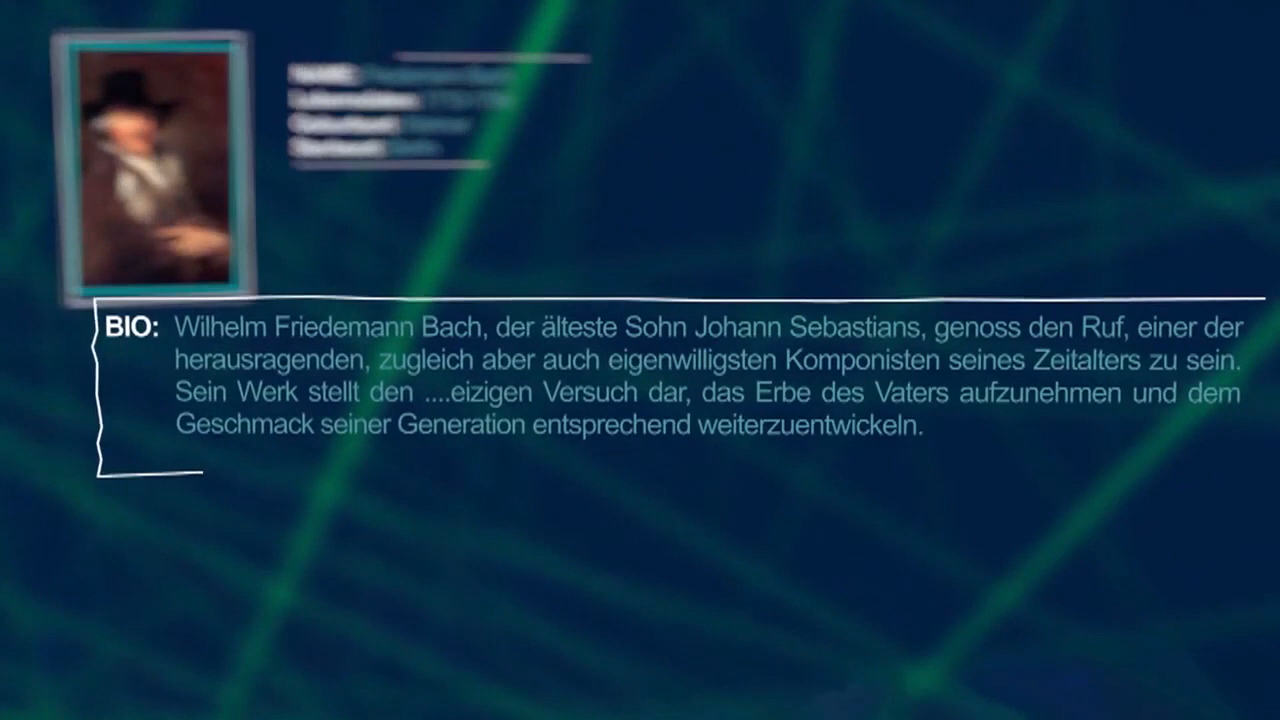 NAME:
BIO: Wilhelm Friedemann Bach, der älteste Sohn Johann Sebastians, genoss den Ruf, einer der
herausragenden, zugleich aber auch eigenwilligsten Komponisten seines Zeitalters zu sein.
Sein Werk stellt den ....eizigen Versuch dar, das Erbe des Vaters aufzunehmen und dem
Geschmack seiner Generation entsprechend weiterzuentwickeln.